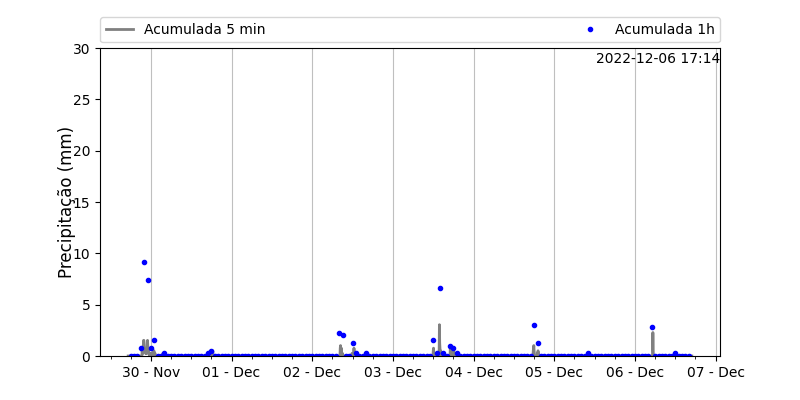 Acumulada 5 min
Acumulada 1h
2022-12-06 17:14
Precipitação (mm)
30
25
20
15
10
5
0
30 - Nov
01 - Dec
02 - Dec
03 - Dec
04 - Dec
05 - Dec
06 - Dec
07 - Dec